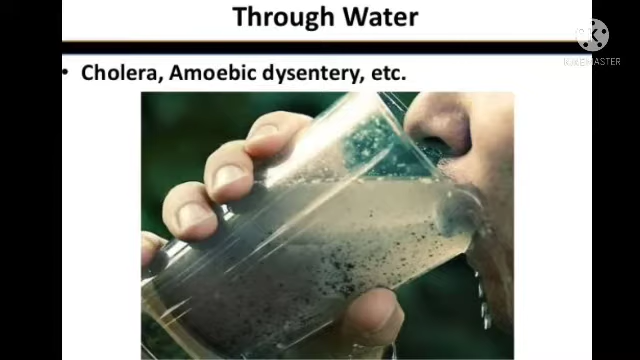 Through Water
• Cholera, Amoebic dysentery, etc.
KINEMASTER